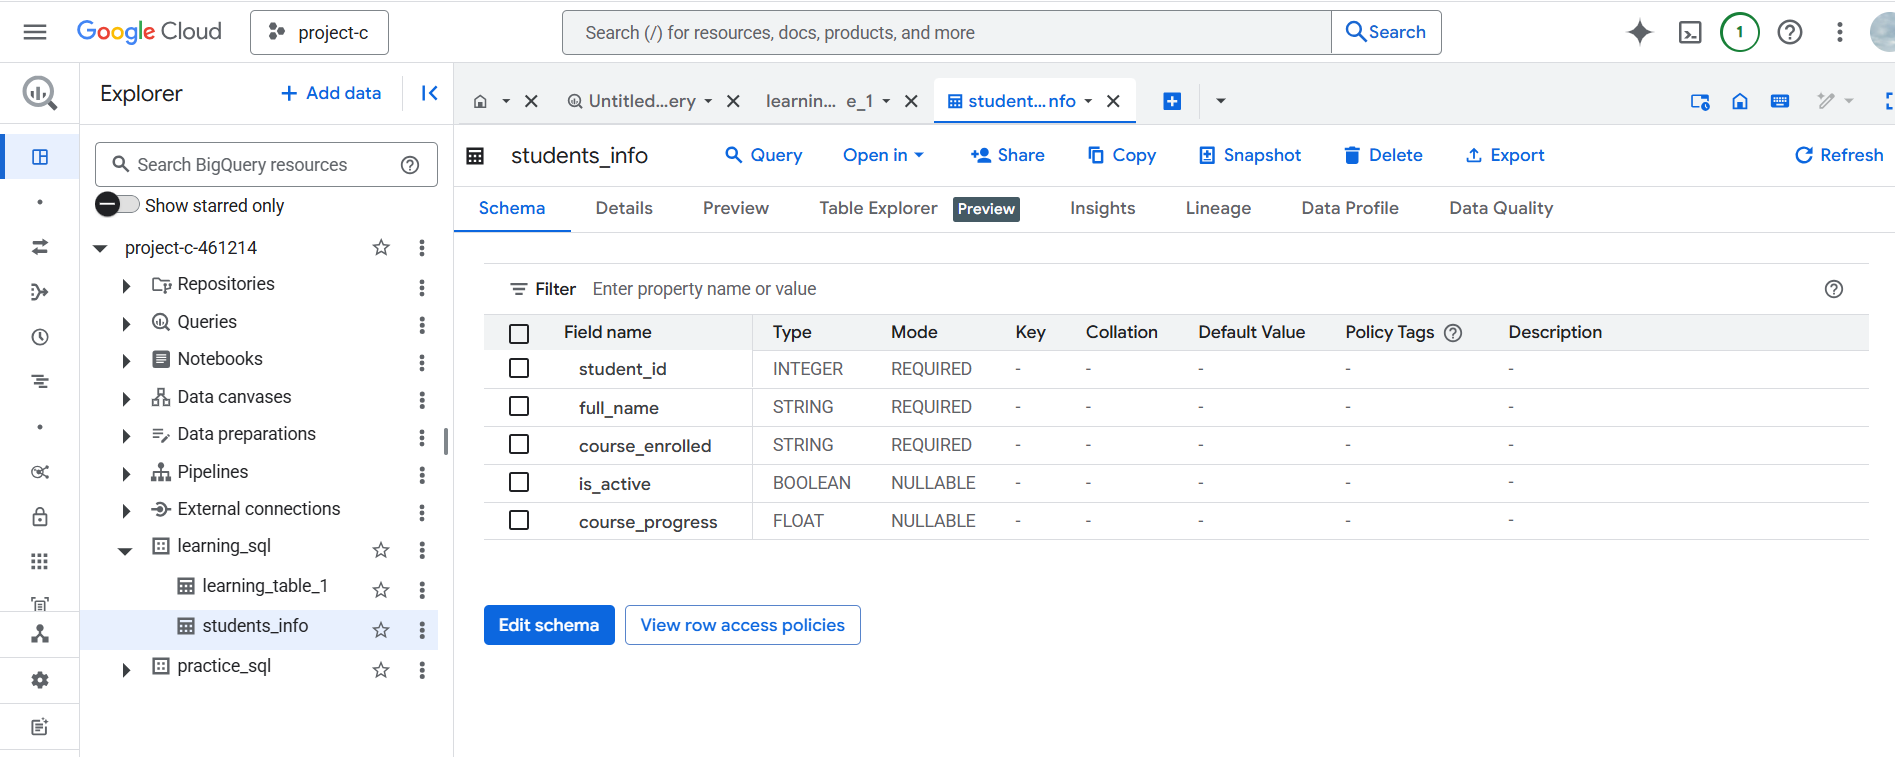 Google Cloud
project-c
Search (/) for resources, docs, products, and more
Search
1
Explorer
+ Add data
Untitled...ery
learnin... e_1
student...nfo
Search BigQuery resources
Show starred only
project-c-461214
Repositories
Queries
Notebooks
Data canvases
Data preparations
Pipelines
External connections
learning_sql
learning_table_1
students_info
practice_sql
students_info
Query
Open in
Share
Copy
Snapshot
Delete
Export
Refresh
Schema
Details
Preview
Table Explorer Preview
Insights
Lineage
Data Profile
Data Quality
Filter Enter property name or value
Field name Type Mode Key Collation Default Value Policy Tags Description
student_id INTEGER REQUIRED - - - - -
full_name STRING REQUIRED - - - - -
course_enrolled STRING REQUIRED - - - - -
is_active BOOLEAN NULLABLE - - - - -
course_progress FLOAT NULLABLE - - - - -
Edit schema
View row access policies